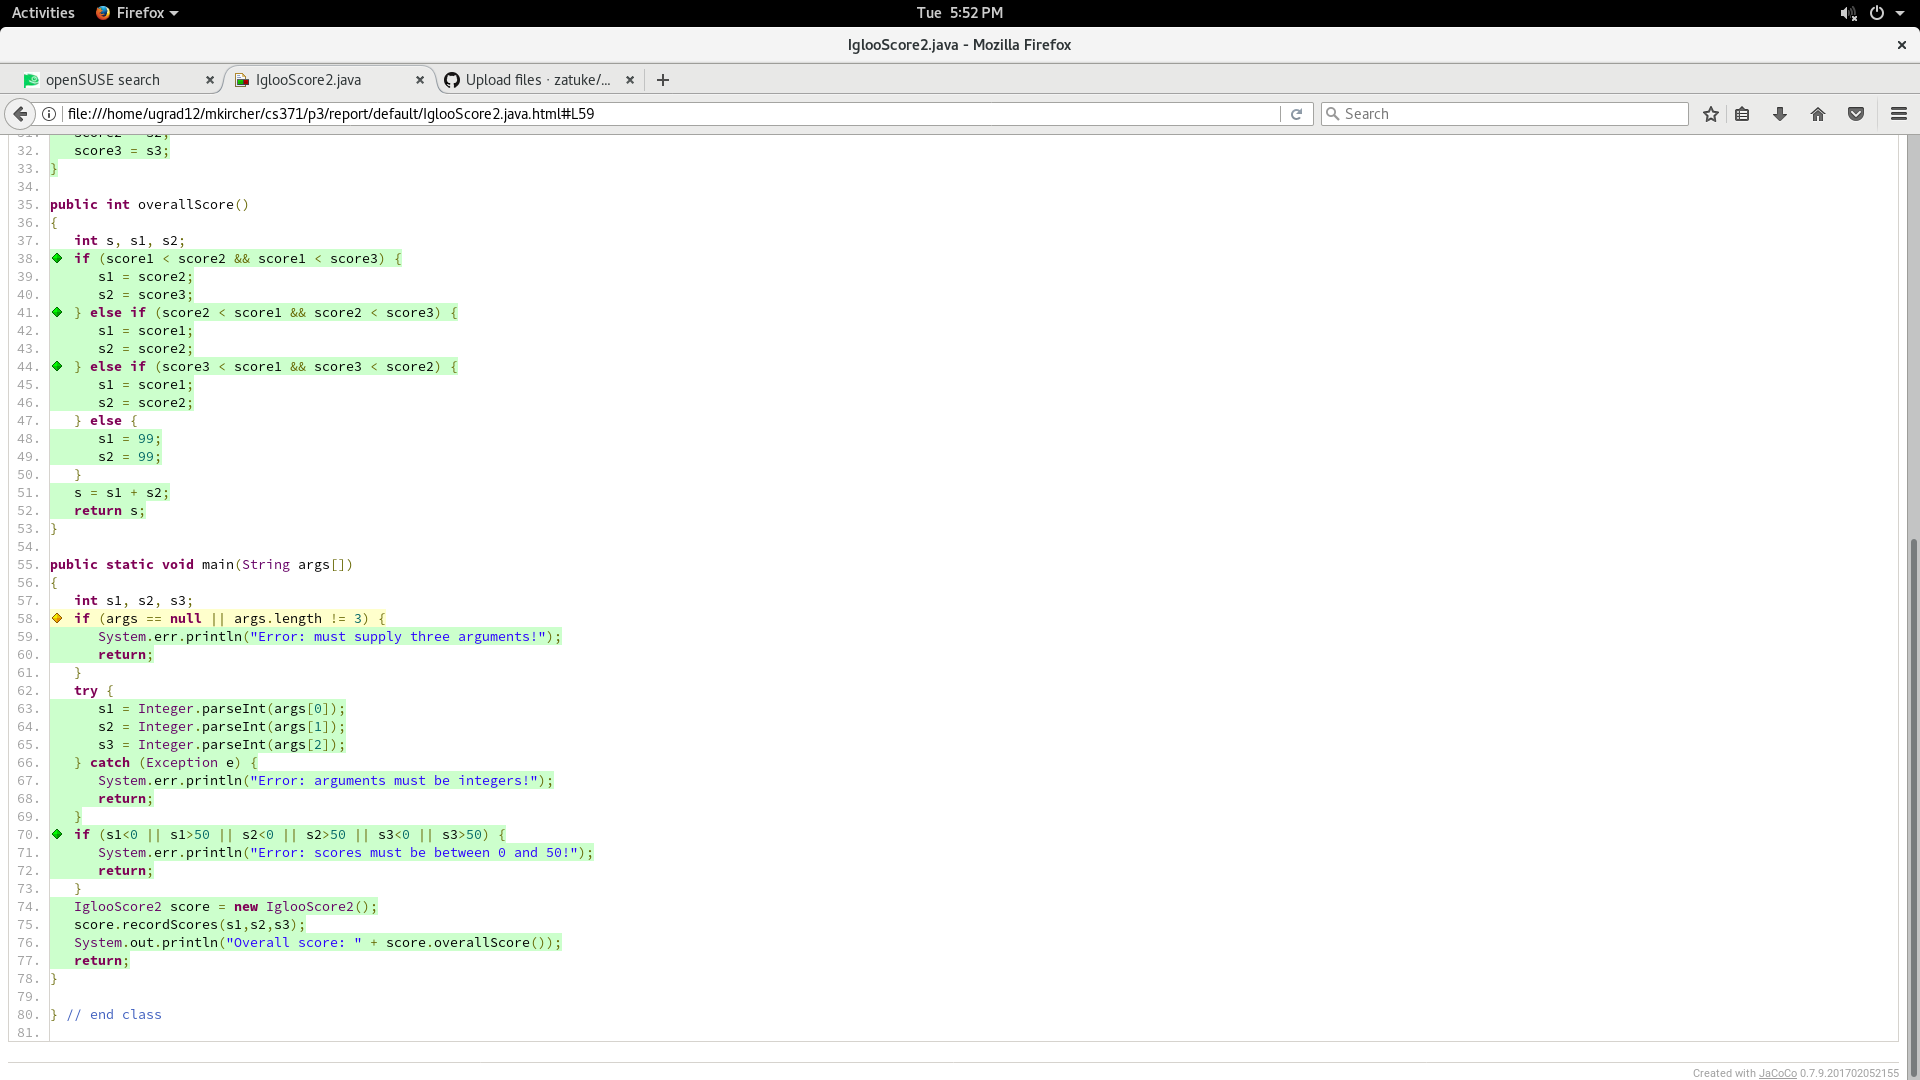 Activities Firefox Tue 5:52 PM
IglooScore2.java - Mozilla Firefox
openSUSE search IglooScore2.java Upload files · zatuke/...
file:///home/ugrad12/mkircher/cs371/p3/report/default/IglooScore2.java.html#L59 Search
31. score2 = s2;
32. score3 = s3;
33. }
34.
35. public int overallScore()
36. {
37. int s, s1, s2;
38. if (score1 < score2 && score1 < score3) {
39. s1 = score2;
40. s2 = score3;
41. } else if (score2 < score1 && score2 < score3) {
42. s1 = score1;
43. s2 = score2;
44. } else if (score3 < score1 && score3 < score2) {
45. s1 = score1;
46. s2 = score2;
47. } else {
48. s1 = 99;
49. s2 = 99;
50. }
51. s = s1 + s2;
52. return s;
53. }
54.
55. public static void main(String args[])
56. {
57. int s1, s2, s3;
58. if (args == null || args.length != 3) {
59. System.err.println("Error: must supply three arguments!");
60. return;
61. }
62. try {
63. s1 = Integer.parseInt(args[0]);
64. s2 = Integer.parseInt(args[1]);
65. s3 = Integer.parseInt(args[2]);
66. } catch (Exception e) {
67. System.err.println("Error: arguments must be integers!");
68. return;
69. }
70. if (s1<0 || s1>50 || s2<0 || s2>50 || s3<0 || s3>50) {
71. System.err.println("Error: scores must be between 0 and 50!");
72. return;
73. }
74. IglooScore2 score = new IglooScore2();
75. score.recordScores(s1,s2,s3);
76. System.out.println("Overall score: " + score.overallScore());
77. return;
78. }
79.
80. } // end class
81.
Created with JaCoCo 0.7.9.201702052155